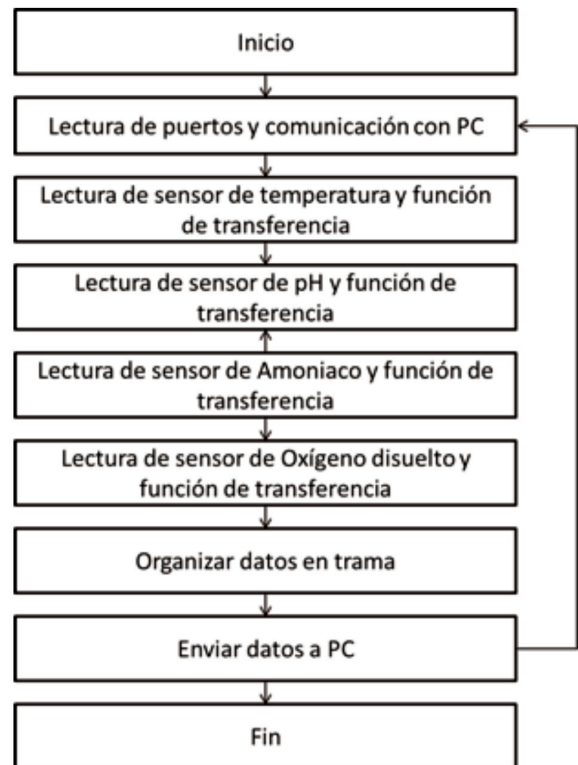 Inicio
Lectura de puertos y comunicación con PC
Lectura de sensor de temperatura y función
de transferencia
Lectura de sensor de pH y función de
transferencia
Lectura de sensor de Amoniaco y función de
transferencia
Lectura de sensor de Oxígeno disuelto y
función de transferencia
Organizar datos en trama
Enviar datos a PC
Fin